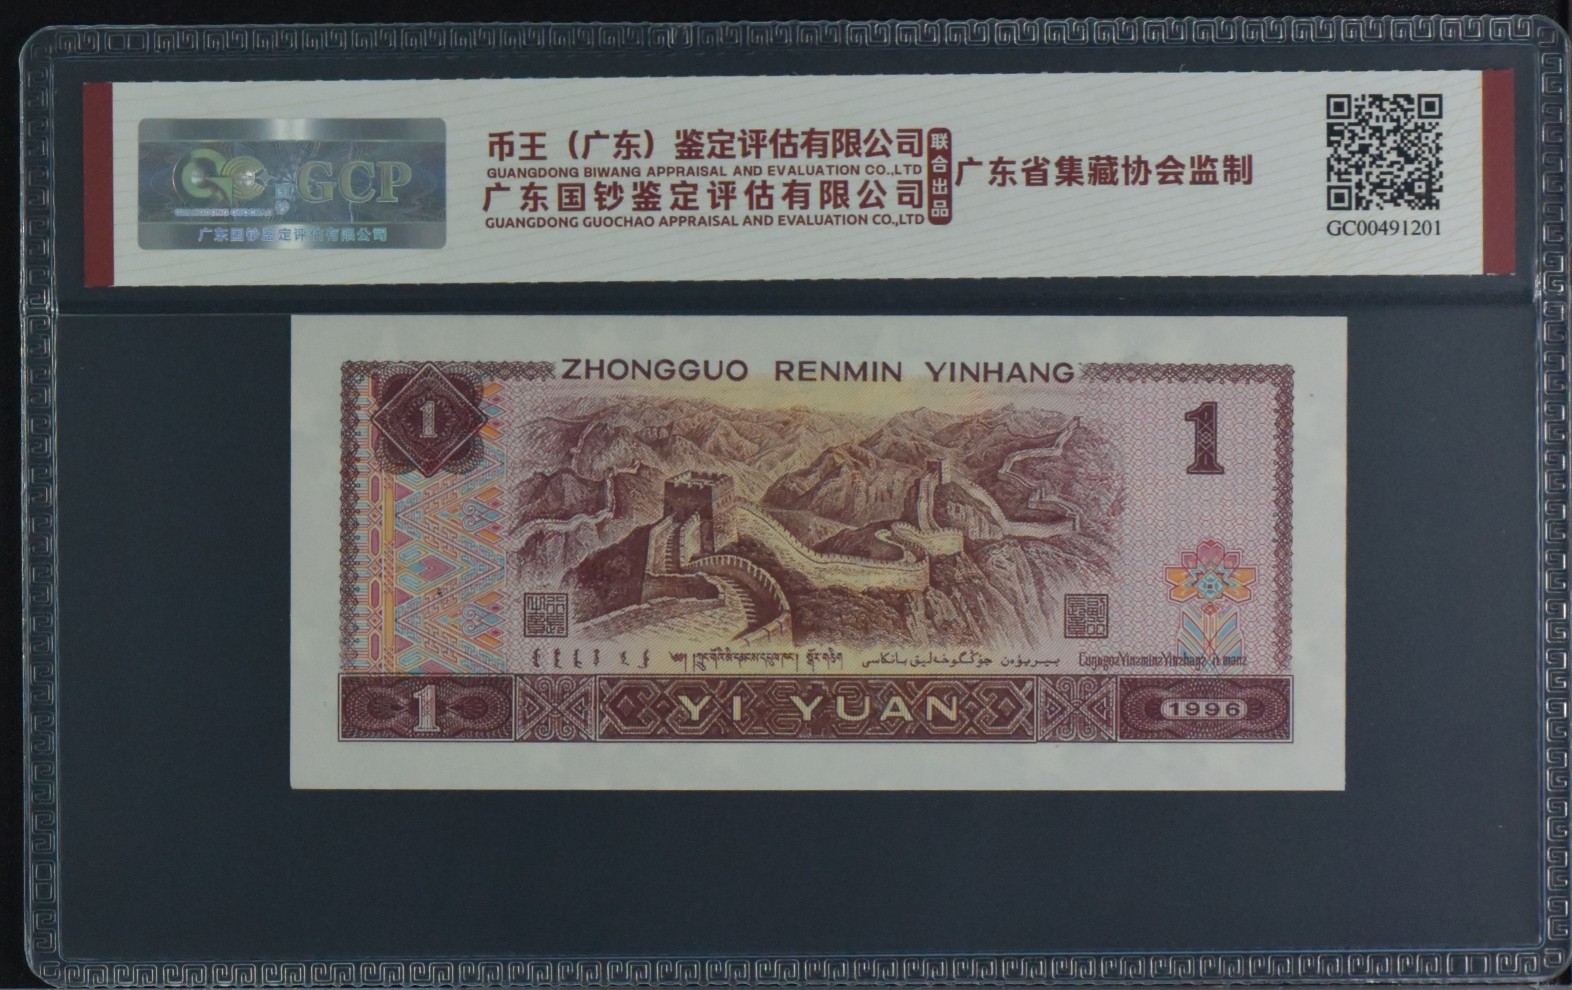 GCP
广东国钞鉴定评估有限公司
币王（广东）鉴定评估有限公司
GUANGDONG BIWANG APPRAISAL AND EVALUATION CO.,LTD
广东国钞鉴定评估有限公司
GUANGDONG GUOCHAO APPRAISAL AND EVALUATION CO.,LTD
联合出品
广东省集藏协会监制
GC00491201
ZHONGGUO RENMIN YINHANG
1
1
1
YI YUAN
1996